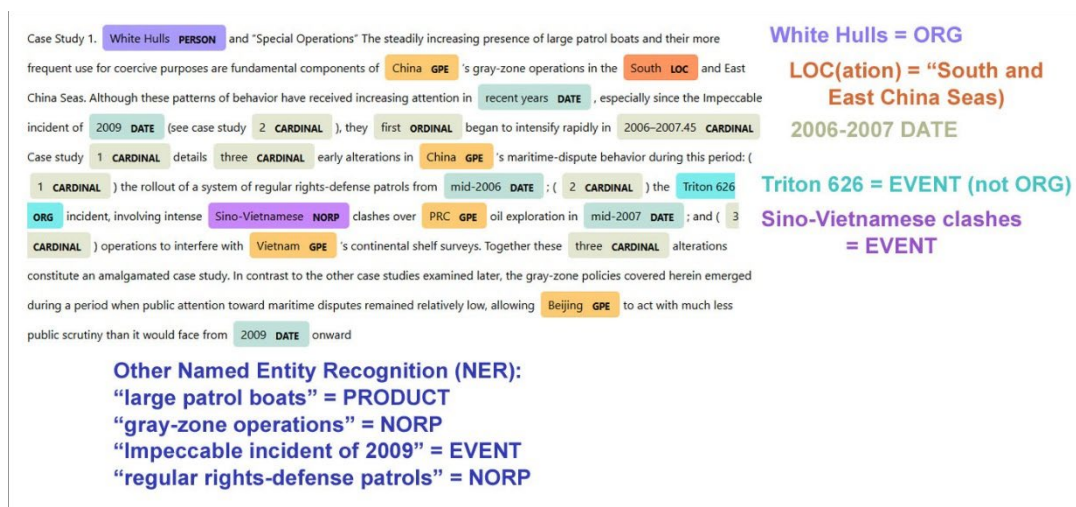 Case Study 1. White Hulls PERSON and "Special Operations" The steadily increasing presence of large patrol boats and their more
frequent use for coercive purposes are fundamental components of China GPE 's gray-zone operations in the South LOC and East
China Seas. Although these patterns of behavior have received increasing attention in recent years DATE , especially since the Impeccable
incident of 2009 DATE (see case study 2 CARDINAL ), they first ORDINAL began to intensify rapidly in 2006–2007.45 CARDINAL
Case study 1 CARDINAL details three CARDINAL early alterations in China GPE 's maritime-dispute behavior during this period: (
1 CARDINAL ) the rollout of a system of regular rights-defense patrols from mid-2006 DATE ; ( 2 CARDINAL ) the Triton 626
ORG incident, involving intense Sino-Vietnamese NORP clashes over PRC GPE oil exploration in mid-2007 DATE ; and ( 3
CARDINAL ) operations to interfere with Vietnam GPE 's continental shelf surveys. Together these three CARDINAL alterations
constitute an amalgamated case study. In contrast to the other case studies examined later, the gray-zone policies covered herein emerged
during a period when public attention toward maritime disputes remained relatively low, allowing Beijing GPE to act with much less
public scrutiny than it would face from 2009 DATE onward
White Hulls = ORG
LOC(ation) = "South and
East China Seas)
2006-2007 DATE
Triton 626 = EVENT (not ORG)
Sino-Vietnamese clashes
= EVENT
Other Named Entity Recognition (NER):
"large patrol boats" = PRODUCT
"gray-zone operations" = NORP
"Impeccable incident of 2009" = EVENT
"regular rights-defense patrols" = NORP